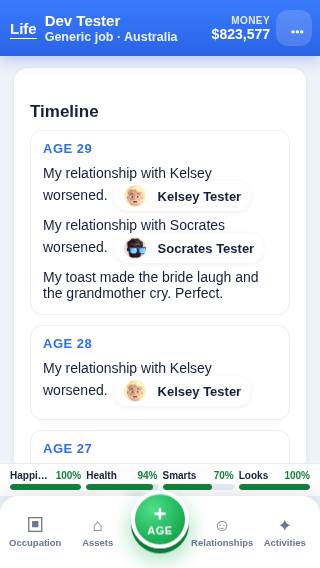 Life
Dev Tester
Generic job · Australia
MONEY
$823,577
Timeline
AGE 29
My relationship with Kelsey
worsened. Kelsey Tester
My relationship with Socrates
worsened. Socrates Tester
My toast made the bride laugh and
the grandmother cry. Perfect.
AGE 28
My relationship with Kelsey
worsened. Kelsey Tester
AGE 27
Happi... 100% Health 94% Smarts 70% Looks 100%
+
AGE
Occupation Assets Relationships Activities